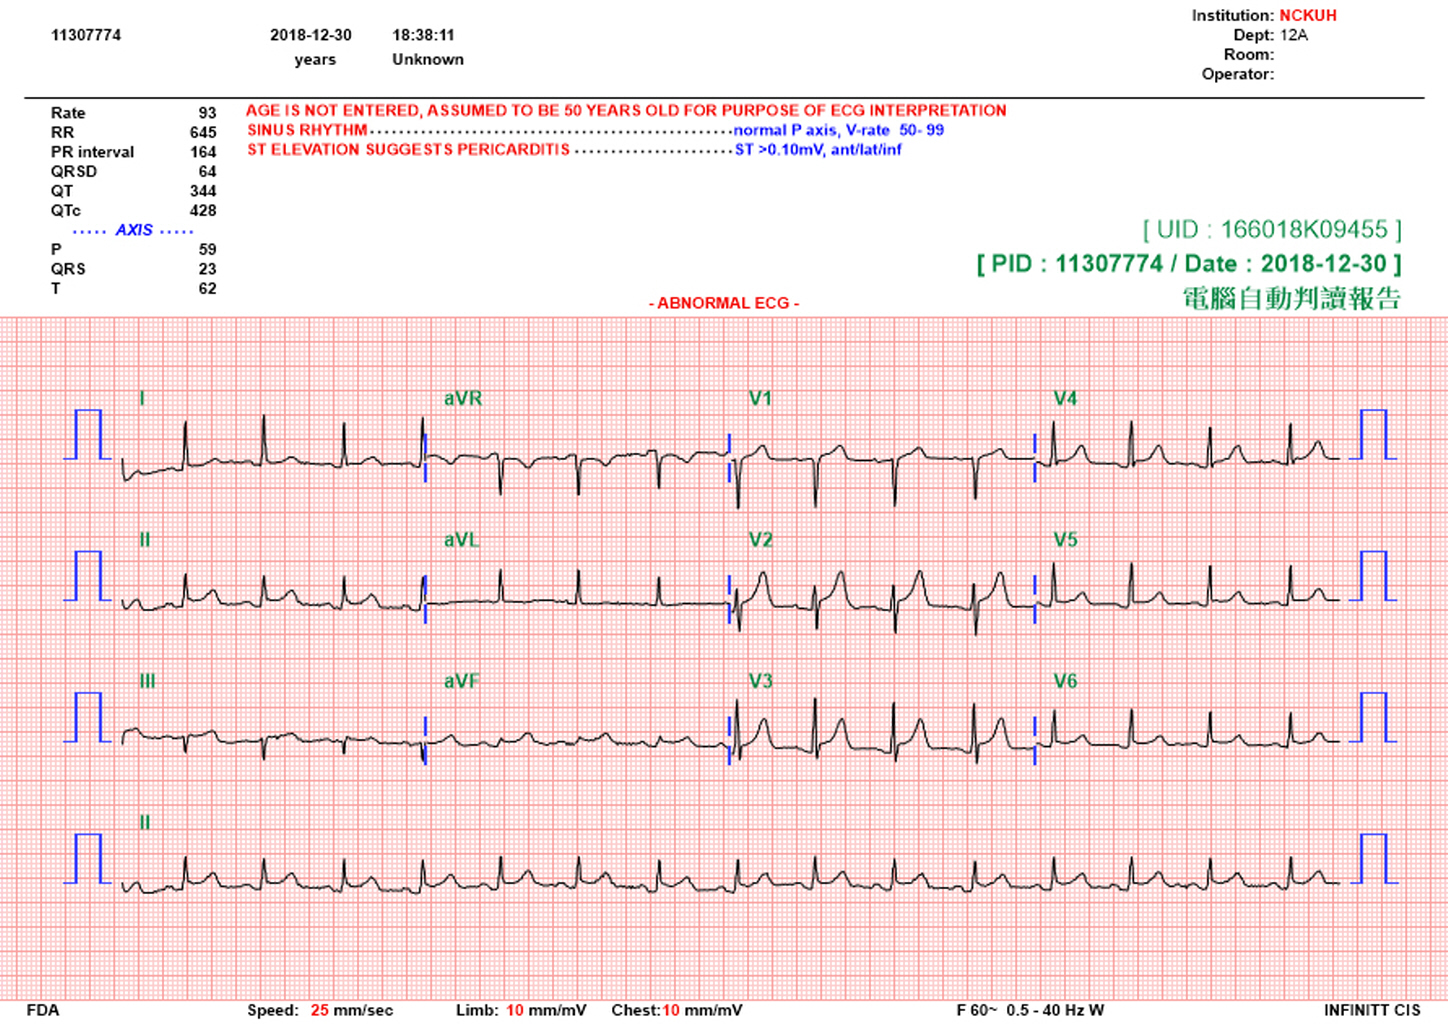 Institution: NCKUH
11307774 2018-12-30 18:38:11 Dept: 12A
Room:
years Unknown
Operator:
Rate 93 AGE IS NOT ENTERED, ASSUMED TO BE 50 YEARS OLD FOR PURPOSE OF ECG INTERPRETATION
RR 645 SINUS RHYTHM..................................................normal P axis, V-rate 50- 99
PR interval 164 ST ELEVATION SUGGESTS PERICARDITIS ......................ST >0.10mV, ant/lat/inf
QRSD 64
QT 344
QTc 428
..... AXIS .....
[ UID : 166018K09455 ]
P 59
[ PID : 11307774 / Date : 2018-12-30 ]
QRS 23
T 62
電腦自動判讀報告
- ABNORMAL ECG -
I aVR V1 V4
II aVL V2 V5
III aVF V3 V6
II
FDA Speed: 25 mm/sec Limb: 10 mm/mV Chest:10 mm/mV F 60~ 0.5 - 40 Hz W INFINITT CIS